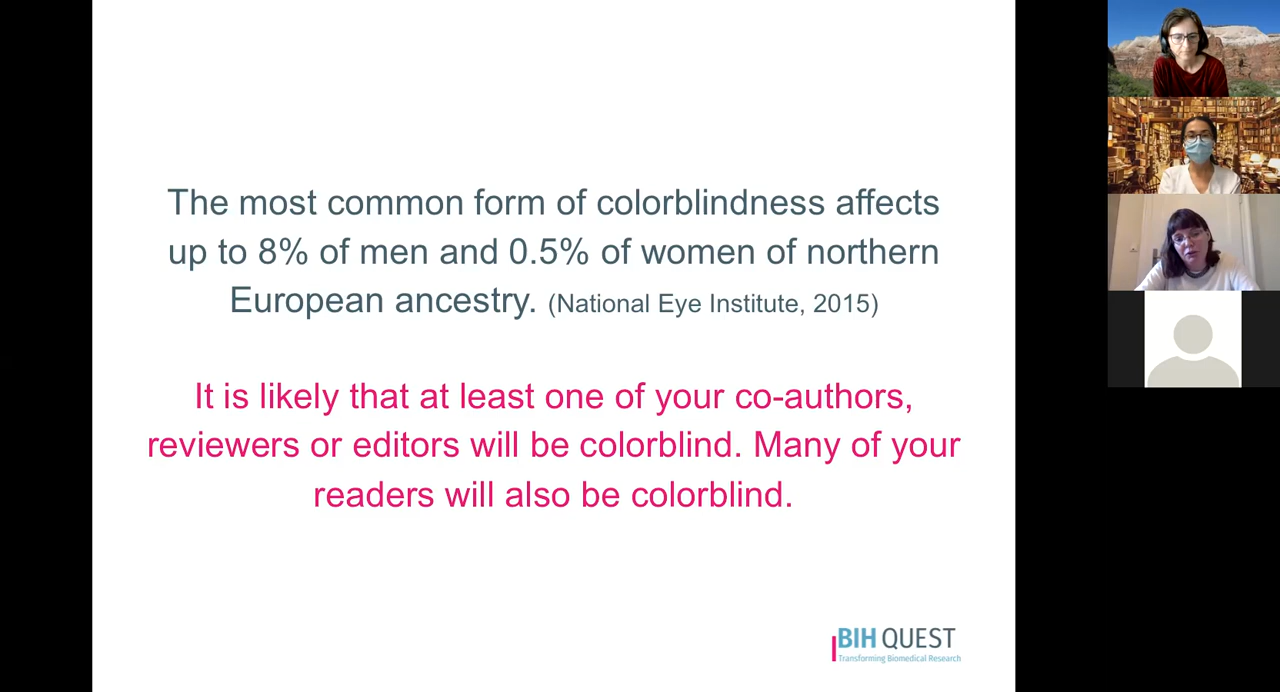 The most common form of colorblindness affects
up to 8% of men and 0.5% of women of northern
European ancestry. (National Eye Institute, 2015)
It is likely that at least one of your co-authors,
reviewers or editors will be colorblind. Many of your
readers will also be colorblind.
BIH QUEST
Transforming Biomedical Research